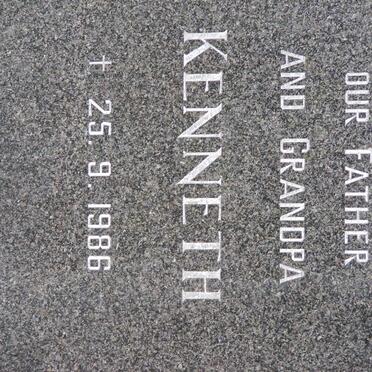 OUR FATHER
AND GRANDPA
KENNETH
† 25.9.1986